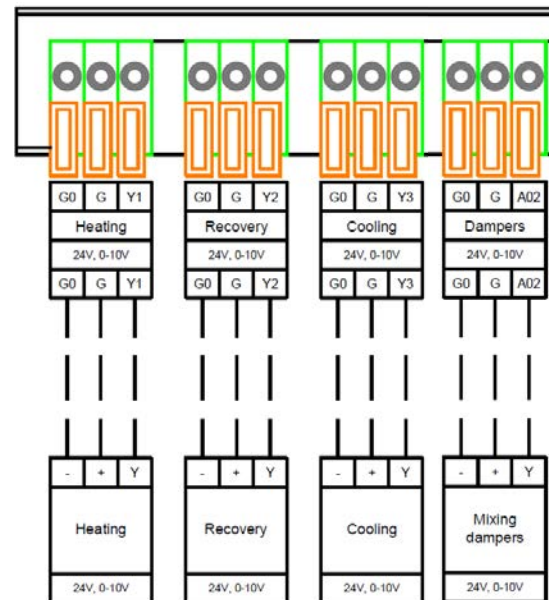 G0 G Y1 G0 G Y2 G0 G Y3 G0 G A02
Heating Recovery Cooling Dampers
24V, 0-10V 24V, 0-10V 24V, 0-10V 24V, 0-10V
G0 G Y1 G0 G Y2 G0 G Y3 G0 G A02
- + Y - + Y - + Y - + Y
Heating Recovery Cooling Mixing
dampers
24V, 0-10V 24V, 0-10V 24V, 0-10V 24V, 0-10V